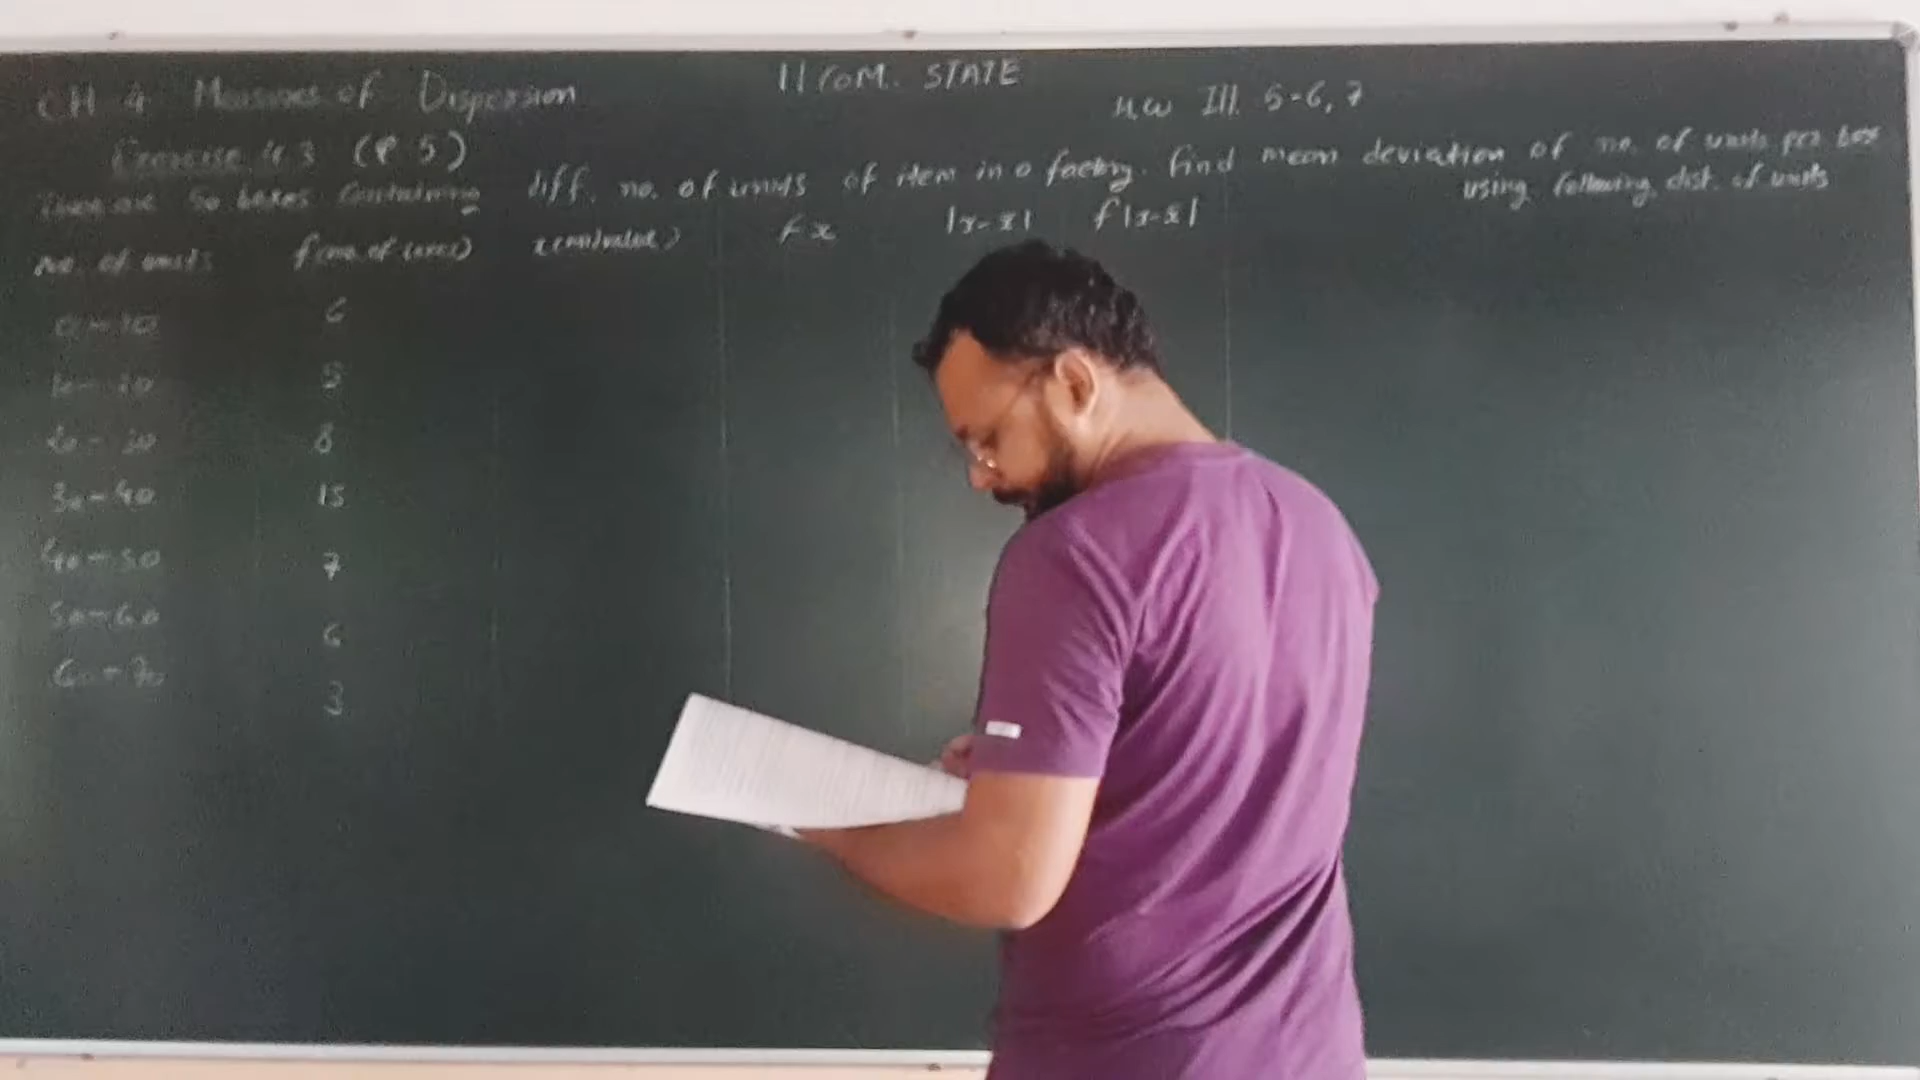 11 COM. STATE
CH 4 Measures of Dispersion
H.W Ill. 5-6, 7
Exercise 4.3 (P 5)
There are 50 boxes containing diff. no. of units of item in a factory. Find mean deviation of no. of units per box
using following dist. of units
no. of units f(no. of boxes) x(midvalue) fx |x-x̄| f|x-x̄|
0-10 6
10-20 5
20-30 8
30-40 15
40-50 7
50-60 6
60-70 3